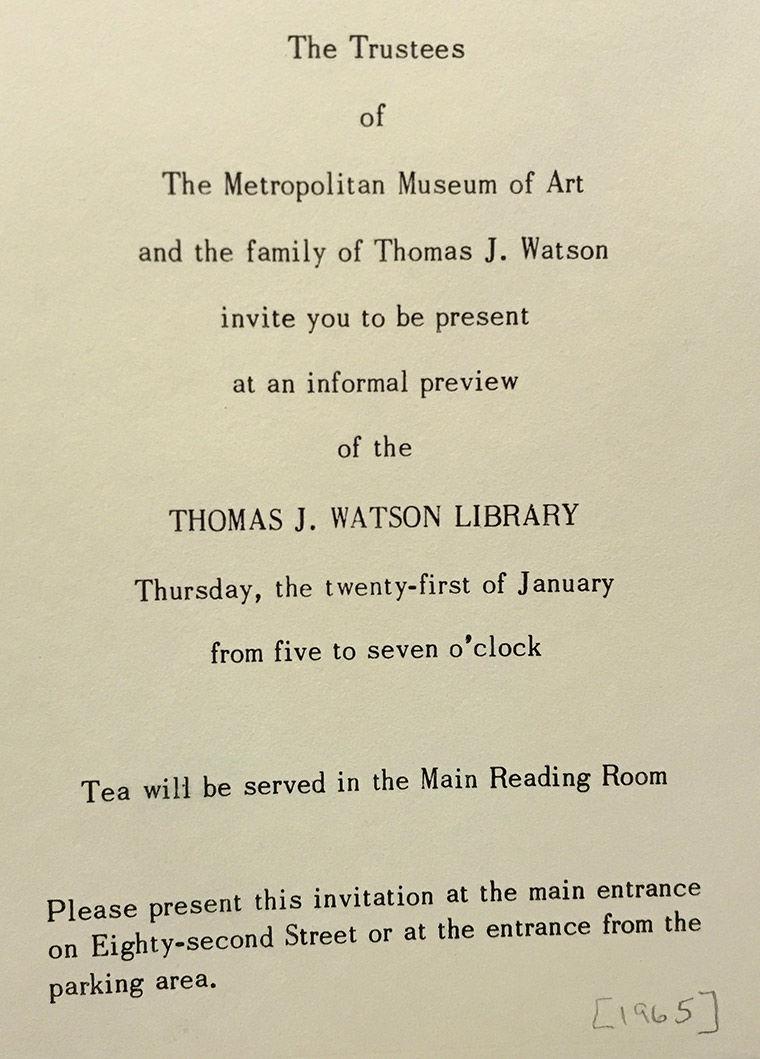 The Trustees
of
The Metropolitan Museum of Art
and the family of Thomas J. Watson
invite you to be present
at an informal preview
of the
THOMAS J. WATSON LIBRARY
Thursday, the twenty-first of January
from five to seven o'clock
Tea will be served in the Main Reading Room
Please present this invitation at the main entrance
on Eighty-second Street or at the entrance from the
parking area.
[1965]